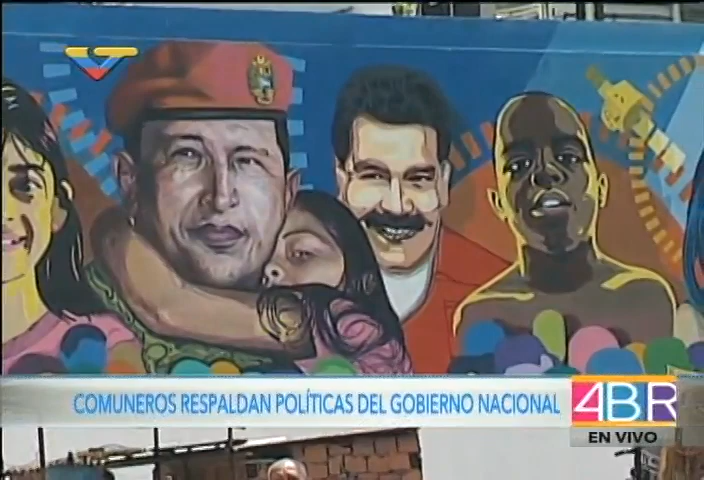 COMUNEROS RESPALDAN POLÍTICAS DEL GOBIERNO NACIONAL
4BR
EN VIVO